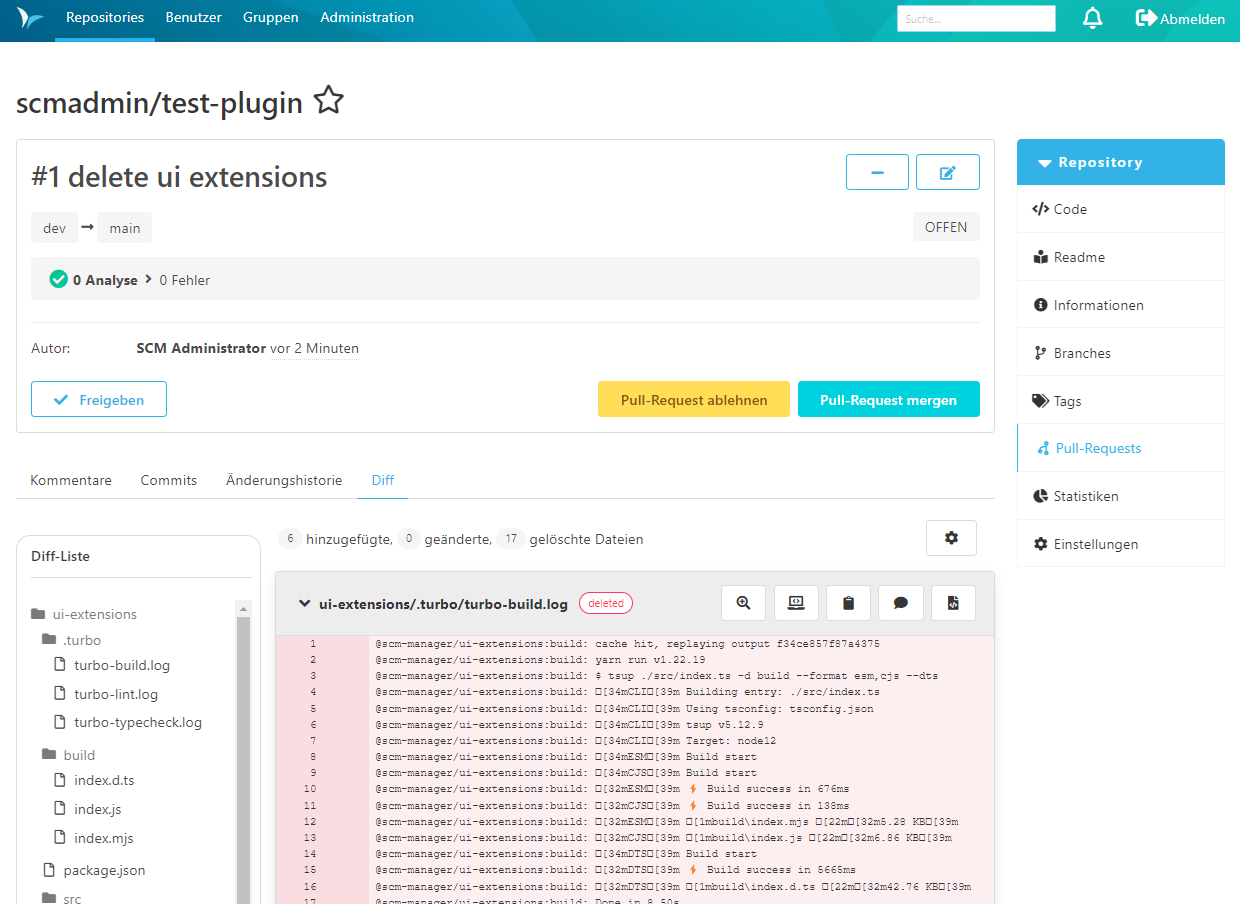 Repositories Benutzer Gruppen Administration Suche... Abmelden
scmadmin/test-plugin
#1 delete ui extensions
dev → main OFFEN
0 Analyse > 0 Fehler
Autor: SCM Administrator vor 2 Minuten
Freigeben Pull-Request ablehnen Pull-Request mergen
Kommentare Commits Änderungshistorie Diff
Repository
Code
Readme
Informationen
Branches
Tags
Pull-Requests
Statistiken
Einstellungen
Diff-Liste
ui-extensions
.turbo
turbo-build.log
turbo-lint.log
turbo-typecheck.log
build
index.d.ts
index.js
index.mjs
package.json
src
6 hinzugefügte, 0 geänderte, 17 gelöschte Dateien
ui-extensions/.turbo/turbo-build.log deleted
1 @scm-manager/ui-extensions:build: cache hit, replaying output f34ce857f87a4375
2 @scm-manager/ui-extensions:build: yarn run v1.22.19
3 @scm-manager/ui-extensions:build: $ tsup ./src/index.ts -d build --format esm,cjs --dts
4 @scm-manager/ui-extensions:build: □[34mCLI□[39m Building entry: ./src/index.ts
5 @scm-manager/ui-extensions:build: □[34mCLI□[39m Using tsconfig: tsconfig.json
6 @scm-manager/ui-extensions:build: □[34mCLI□[39m tsup v5.12.9
7 @scm-manager/ui-extensions:build: □[34mCLI□[39m Target: node12
8 @scm-manager/ui-extensions:build: □[34mESM□[39m Build start
9 @scm-manager/ui-extensions:build: □[34mCJS□[39m Build start
10 @scm-manager/ui-extensions:build: □[32mESM□[39m ⚡ Build success in 676ms
11 @scm-manager/ui-extensions:build: □[32mCJS□[39m ⚡ Build success in 138ms
12 @scm-manager/ui-extensions:build: □[32mESM□[39m □[1mbuild\index.mjs □[22m□[32m5.28 KB□[39m
13 @scm-manager/ui-extensions:build: □[32mCJS□[39m □[1mbuild\index.js □[22m□[32m6.86 KB□[39m
14 @scm-manager/ui-extensions:build: □[34mDTS□[39m Build start
15 @scm-manager/ui-extensions:build: □[32mDTS□[39m ⚡ Build success in 5665ms
16 @scm-manager/ui-extensions:build: □[32mDTS□[39m □[1mbuild\index.d.ts □[22m□[32m42.76 KB□[39m
17 @scm-manager/ui-extensions:build: Done in 8.50s.